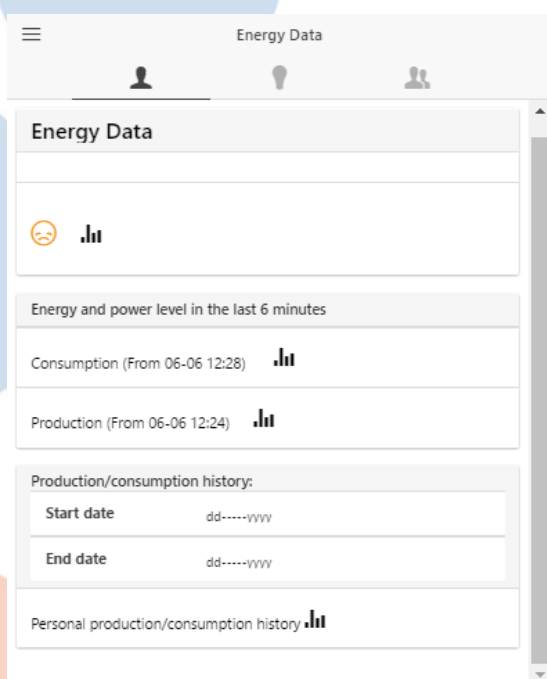 Energy Data
Energy Data
Energy and power level in the last 6 minutes
Consumption (From 06-06 12:28)
Production (From 06-06 12:24)
Production/consumption history:
Start date dd-----yyyy
End date dd-----yyyy
Personal production/consumption history